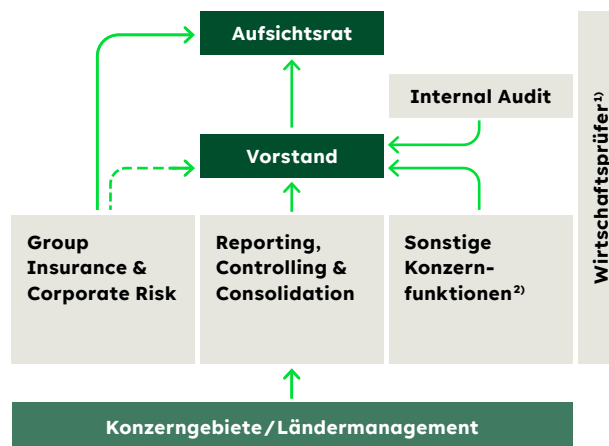 Aufsichtsrat
Internal Audit
Vorstand
Group
Insurance &
Corporate Risk
Reporting,
Controlling &
Consolidation
Sonstige
Konzern-
funktionen²⁾
Wirtschaftsprüfer¹⁾
Konzerngebiete/Ländermanagement